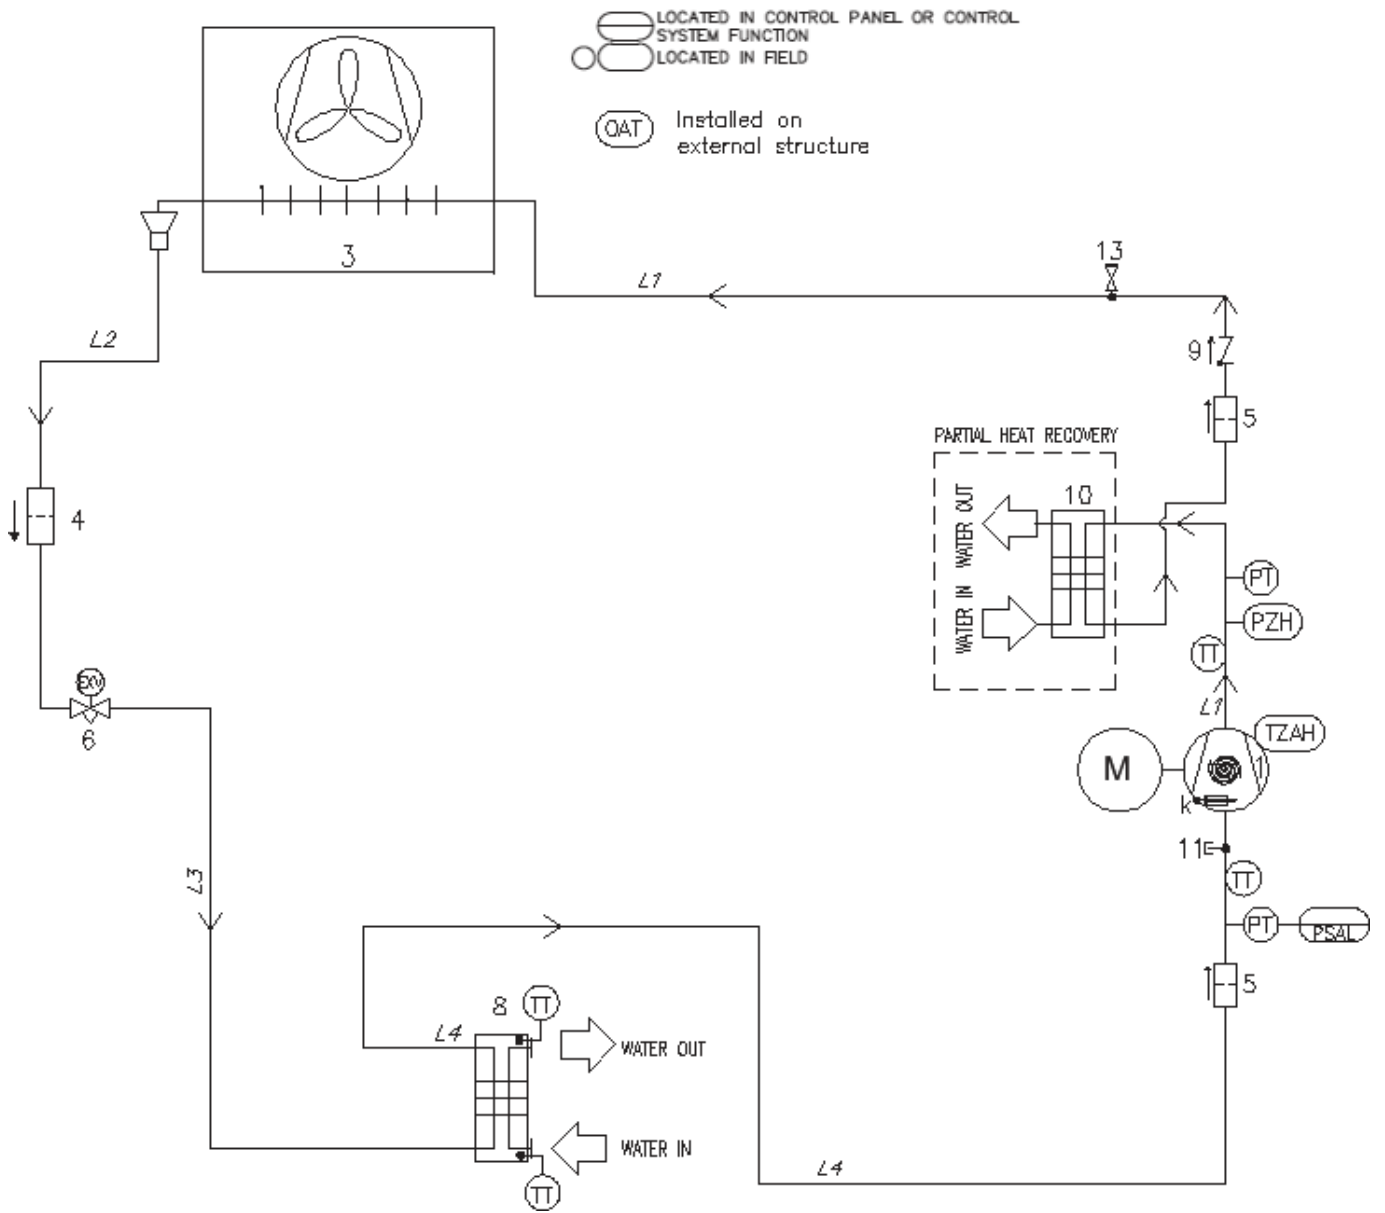 LOCATED IN CONTROL PANEL OR CONTROL
SYSTEM FUNCTION
LOCATED IN FIELD
OAT
Installed on
external structure
3
13
L1
L2
9
5
PARTIAL HEAT RECOVERY
10
WATER OUT
WATER IN
4
PT
PZH
TT
EXV
6
L1
TZAH
M
1
k
11
TT
L3
PT
PSAL
5
8
TT
L4
WATER OUT
WATER IN
L4
TT